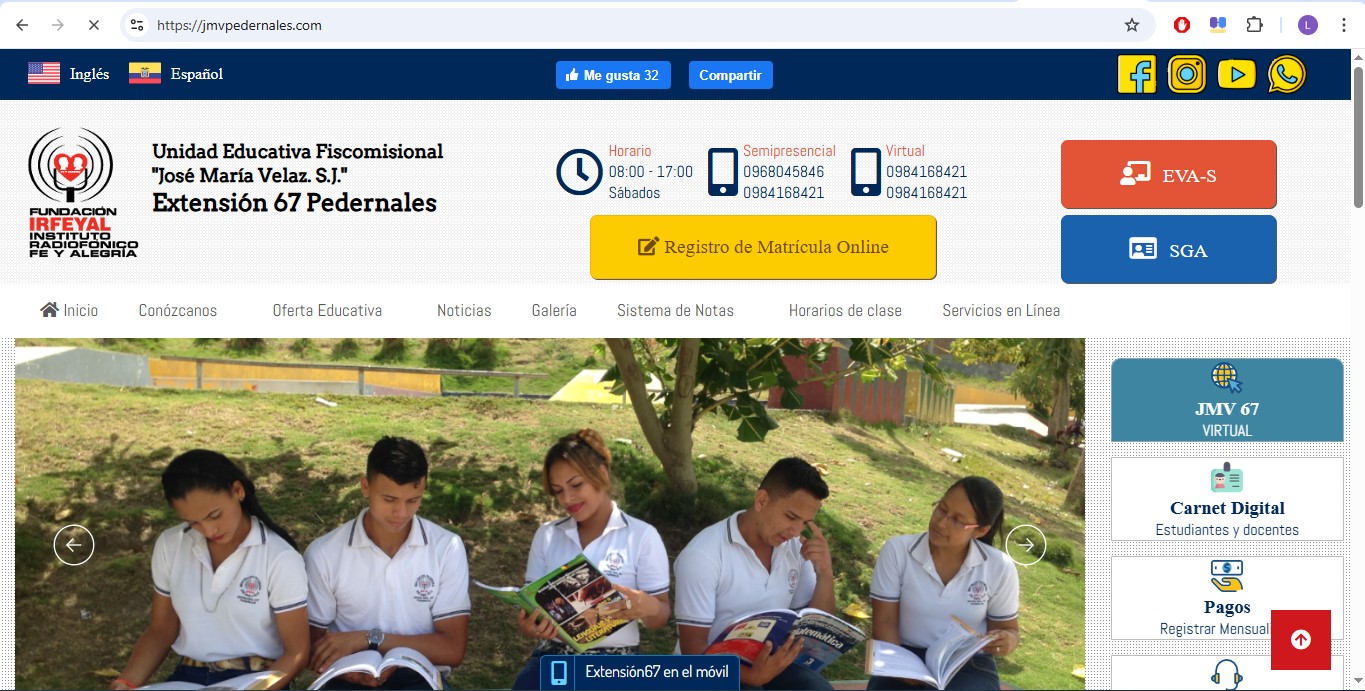 https://jmvpedernales.com
L
Inglés
Español
Me gusta 32
Compartir
FUNDACIÓN
IRFEYAL
INSTITUTO
RADIOFONICO
FE Y ALEGRÍA
Unidad Educativa Fiscomisional
"José María Velaz. S.J."
Extensión 67 Pedernales
Horario
08:00 - 17:00
Sábados
Semipresencial
0968045846
0984168421
Virtual
0984168421
0984168421
Registro de Matrícula Online
EVA-S
SGA
Inicio
Conózcanos
Oferta Educativa
Noticias
Galería
Sistema de Notas
Horarios de clase
Servicios en Línea
JMV 67
VIRTUAL
Carnet Digital
Estudiantes y docentes
Pagos
Registrar Mensuali
Extensión67 en el móvil